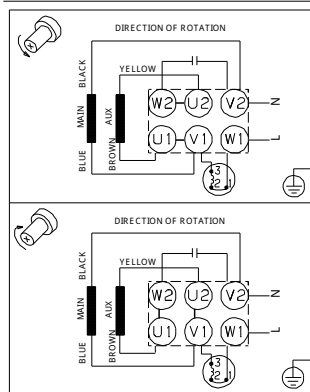 DIRECTION OF ROTATION
BLACK
YELLOW
W2 U2 V2 N
MAIN
AUX
U1 V1 W1 L
BLUE
BROWN
3
2 1
DIRECTION OF ROTATION
BLACK
YELLOW
W2 U2 V2 N
MAIN
AUX
U1 V1 W1 L
BLUE
BROWN
3
2 1